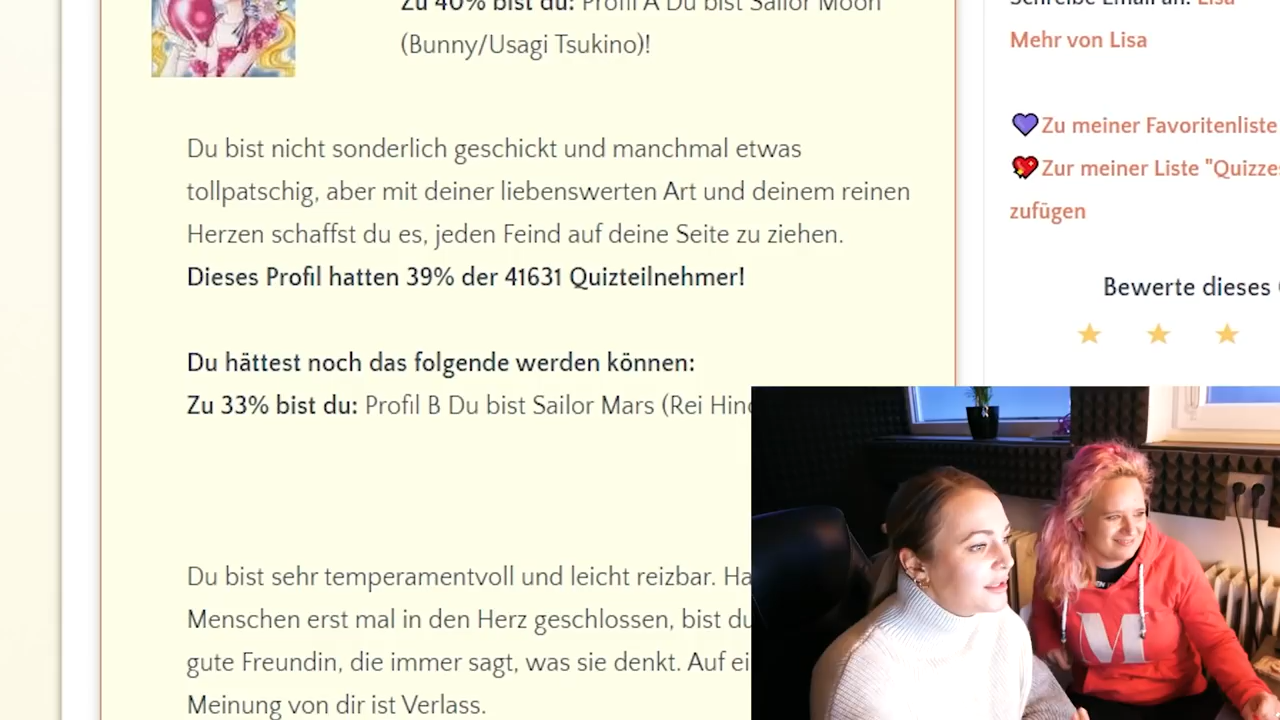 Zu 40% bist du: Profil A Du bist Sailor Moon
(Bunny/Usagi Tsukino)!
Du bist nicht sonderlich geschickt und manchmal etwas
tollpatschig, aber mit deiner liebenswerten Art und deinem reinen
Herzen schaffst du es, jeden Feind auf deine Seite zu ziehen.
Dieses Profil hatten 39% der 41631 Quizteilnehmer!
Du hättest noch das folgende werden können:
Zu 33% bist du: Profil B Du bist Sailor Mars (Rei
Du bist sehr temperamentvoll und leicht reizbar.
Menschen erst mal in den Herz geschlossen, bist
gute Freundin, die immer sagt, was sie denkt. Auf
Meinung von dir ist Verlass.
Schreibe Email an: Lisa
Mehr von Lisa
Zu meiner Favoritenliste
Zur meiner Liste
zufügen
Bewerte dieses
M